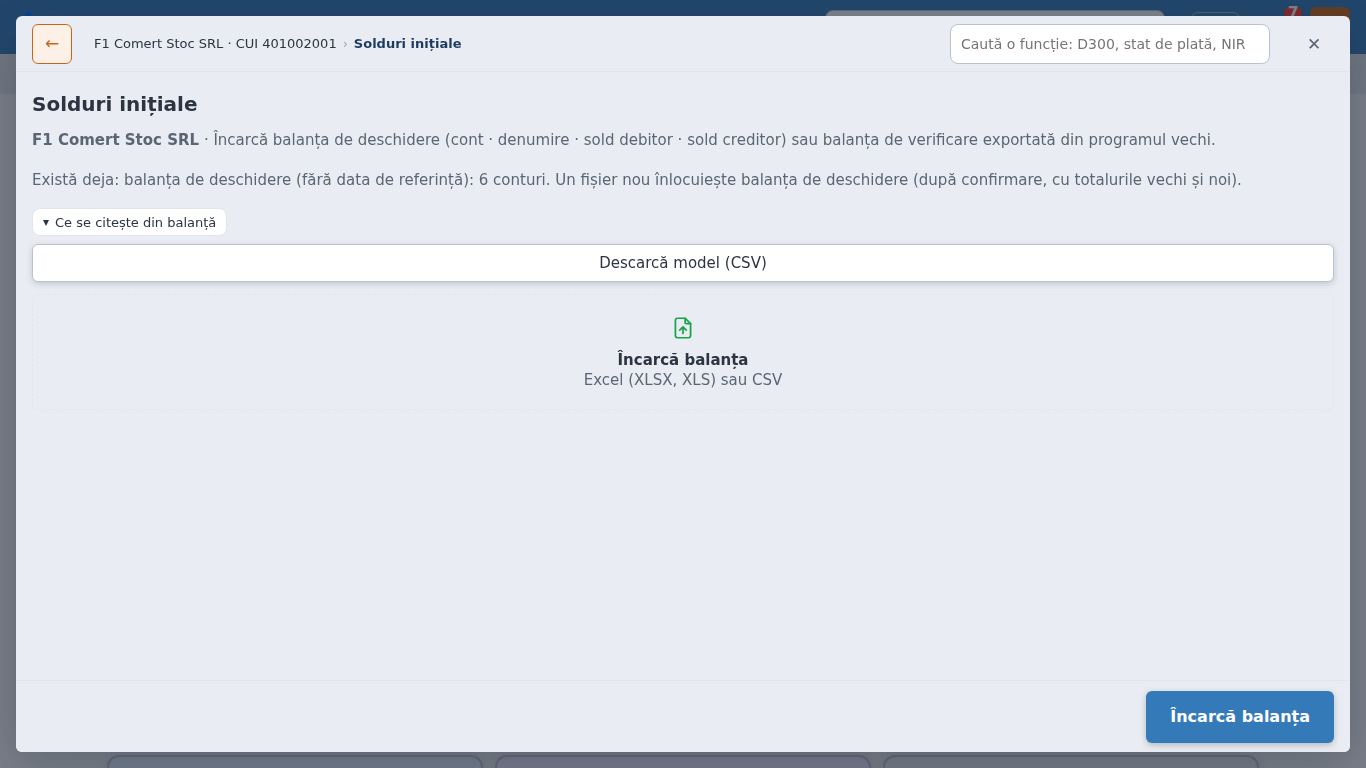 7
←
F1 Comert Stoc SRL · CUI 401002001 › Solduri inițiale
Caută o funcție: D300, stat de plată, NIR
✕
Solduri inițiale
F1 Comert Stoc SRL · Încarcă balanța de deschidere (cont · denumire · sold debitor · sold creditor) sau balanța de verificare exportată din programul vechi.
Există deja: balanța de deschidere (fără data de referință): 6 conturi. Un fișier nou înlocuiește balanța de deschidere (după confirmare, cu totalurile vechi și noi).
▾ Ce se citește din balanță
Descarcă model (CSV)
Încarcă balanța
Excel (XLSX, XLS) sau CSV
Încarcă balanța